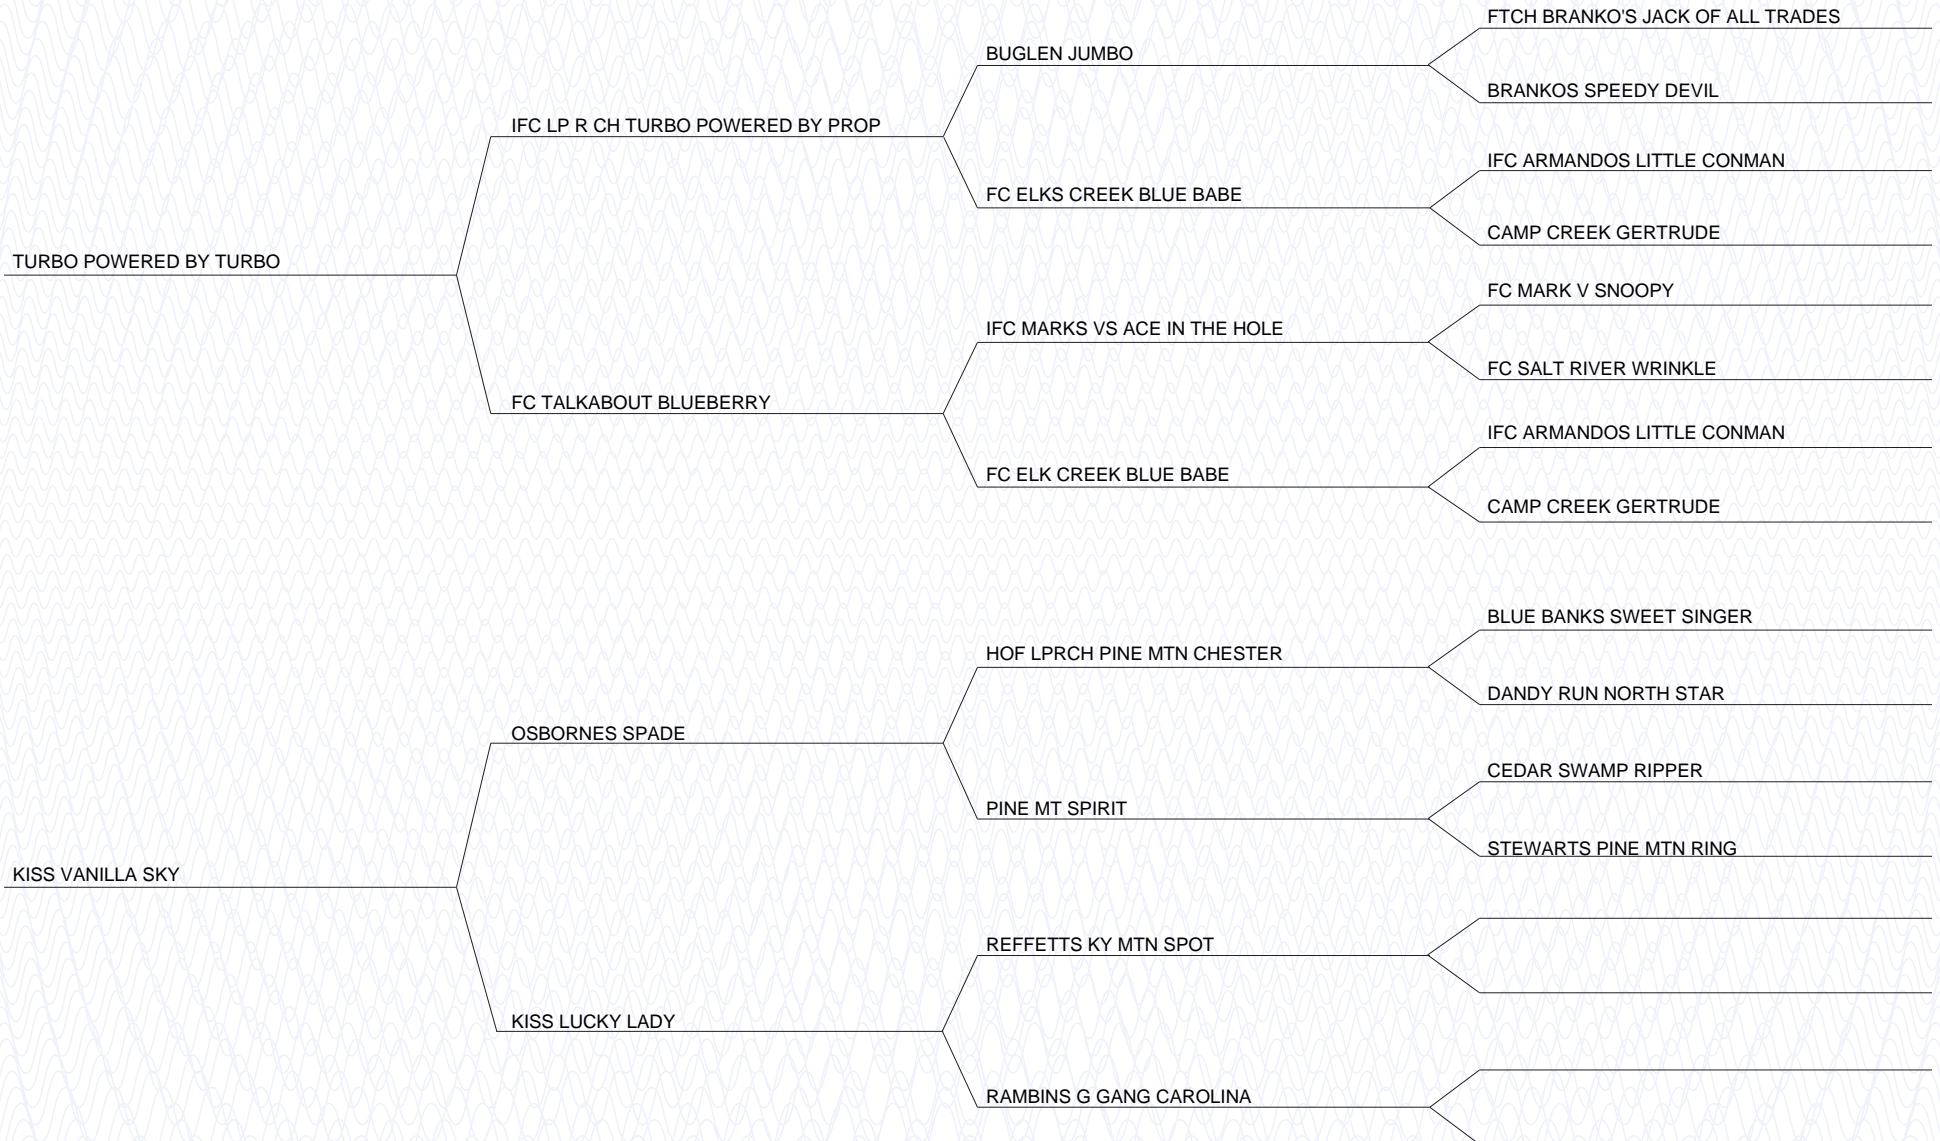 FTCH BRANKO'S JACK OF ALL TRADES
BUGLEN JUMBO
BRANKOS SPEEDY DEVIL
IFC LP R CH TURBO POWERED BY PROP
IFC ARMANDOS LITTLE CONMAN
FC ELKS CREEK BLUE BABE
CAMP CREEK GERTRUDE
TURBO POWERED BY TURBO
FC MARK V SNOOPY
IFC MARKS VS ACE IN THE HOLE
FC SALT RIVER WRINKLE
FC TALKABOUT BLUEBERRY
IFC ARMANDOS LITTLE CONMAN
FC ELK CREEK BLUE BABE
CAMP CREEK GERTRUDE
BLUE BANKS SWEET SINGER
HOF LPRCH PINE MTN CHESTER
DANDY RUN NORTH STAR
OSBORNES SPADE
CEDAR SWAMP RIPPER
PINE MT SPIRIT
STEWARTS PINE MTN RING
KISS VANILLA SKY
REFFETTS KY MTN SPOT
KISS LUCKY LADY
RAMBINS G GANG CAROLINA